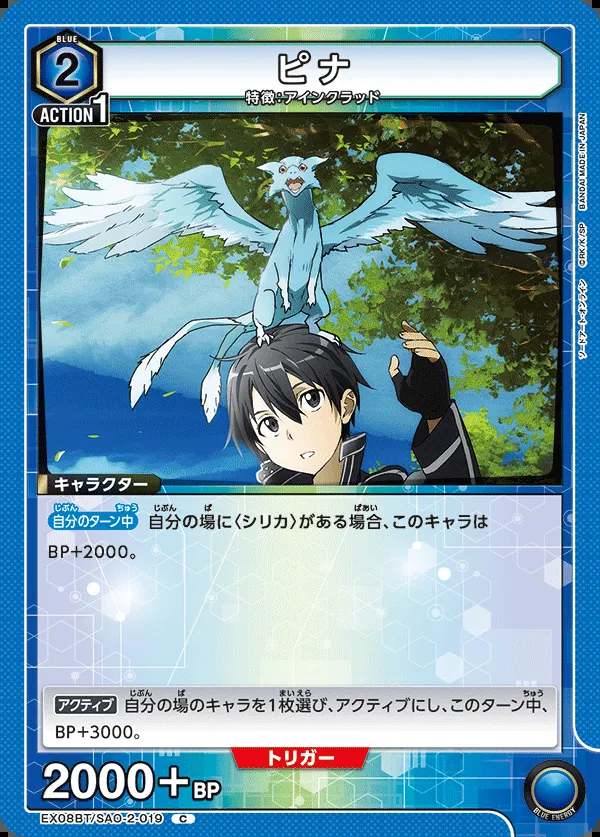 BLUE
2
ACTION 1
ピナ
特徴:アインクラッド
©RK/K/SP BANDAI MADE IN JAPAN
ソードアート・オンライン
キャラクター
自分のターン中 自分の場に〈シリカ〉がある場合、このキャラは
BP+2000。
アクティブ 自分の場のキャラを1枚選び、アクティブにし、このターン中、
BP+3000。
トリガー
2000+BP
BLUE ENERGY
EX08BT/SAO-2-019 C